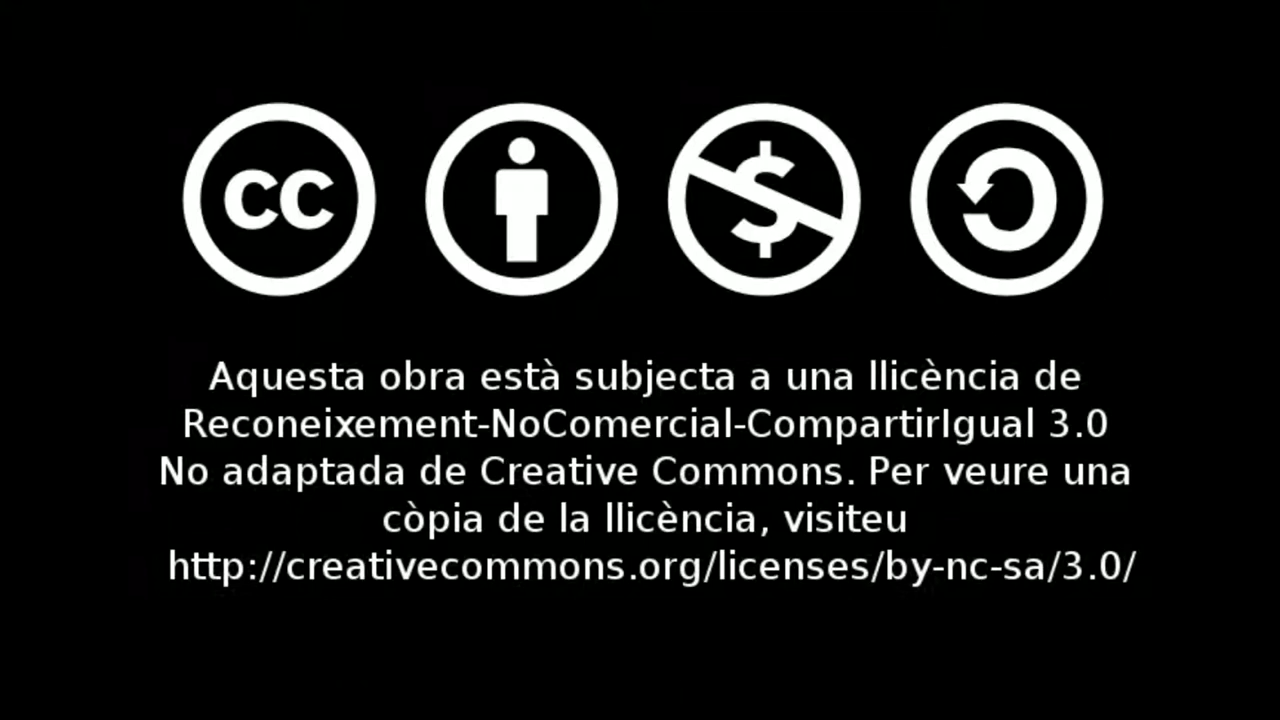 cc
Aquesta obra està subjecta a una llicència de
Reconeixement-NoComercial-CompartirIgual 3.0
No adaptada de Creative Commons. Per veure una
còpia de la llicència, visiteu
http://creativecommons.org/licenses/by-nc-sa/3.0/